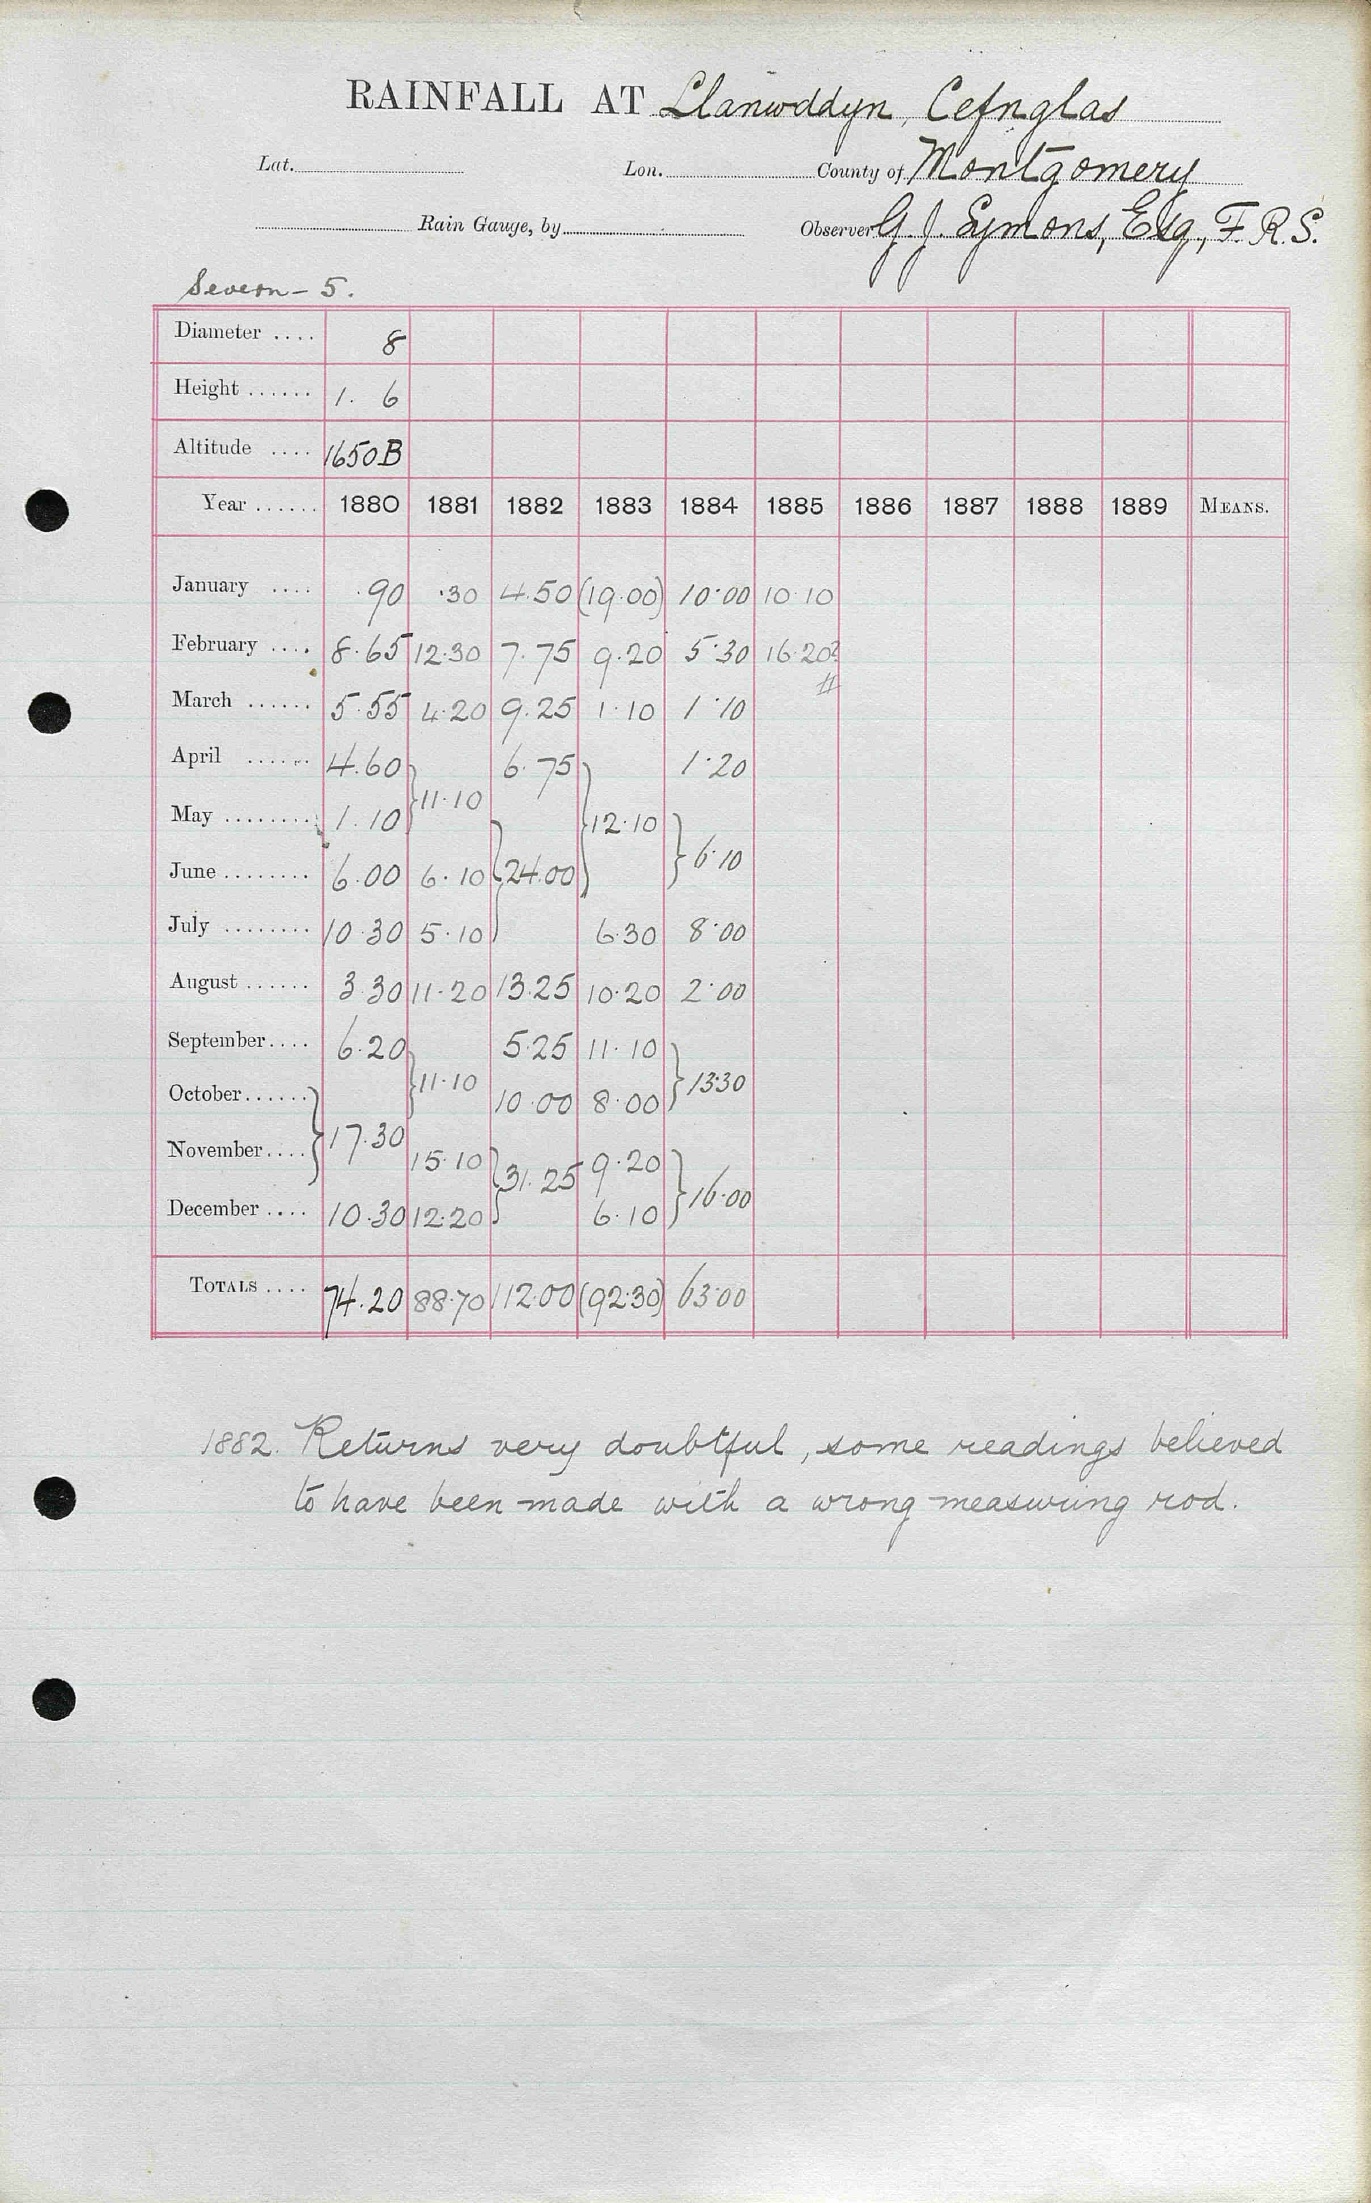 RAINFALL AT Llanwddyn, Cefnglas
Lat. Lon. County of Montgomery
Rain Gauge, by Observer G. J. Symons, Esq, F.R.S.
Severn - 5.
Diameter .... 8
Height ...... 1. 6
Altitude .... 1650B
Year ...... 1880 1881 1882 1883 1884 1885 1886 1887 1888 1889 MEANS.
January .... .90 .30 4.50 (19.00) 10.00 10.10
February .... 8.65 12.30 7.75 9.20 5.30 16.20?
#
March ...... 5.55 4.20 9.25 1.10 1.10
April ...... 4.60 } 6.75 } 1.20
May ........ 1.10 11.10 } 12.10 }
June ........ 6.00 6.10 24.00 6.10
July ........ 10.30 5.10 6.30 8.00
August ...... 3.30 11.20 13.25 10.20 2.00
September.... 6.20 } 5.25 11.10 }
October...... } 11.10 10.00 8.00 13.30
November.... 17.30 15.10 } 31.25 9.20 }
December .... 10.30 12.20 6.10 16.00
TOTALS .... 74.20 88.70 112.00 (92.30) 63.00
1882. Returns very doubtful, some readings believed
to have been made with a wrong measuring rod.